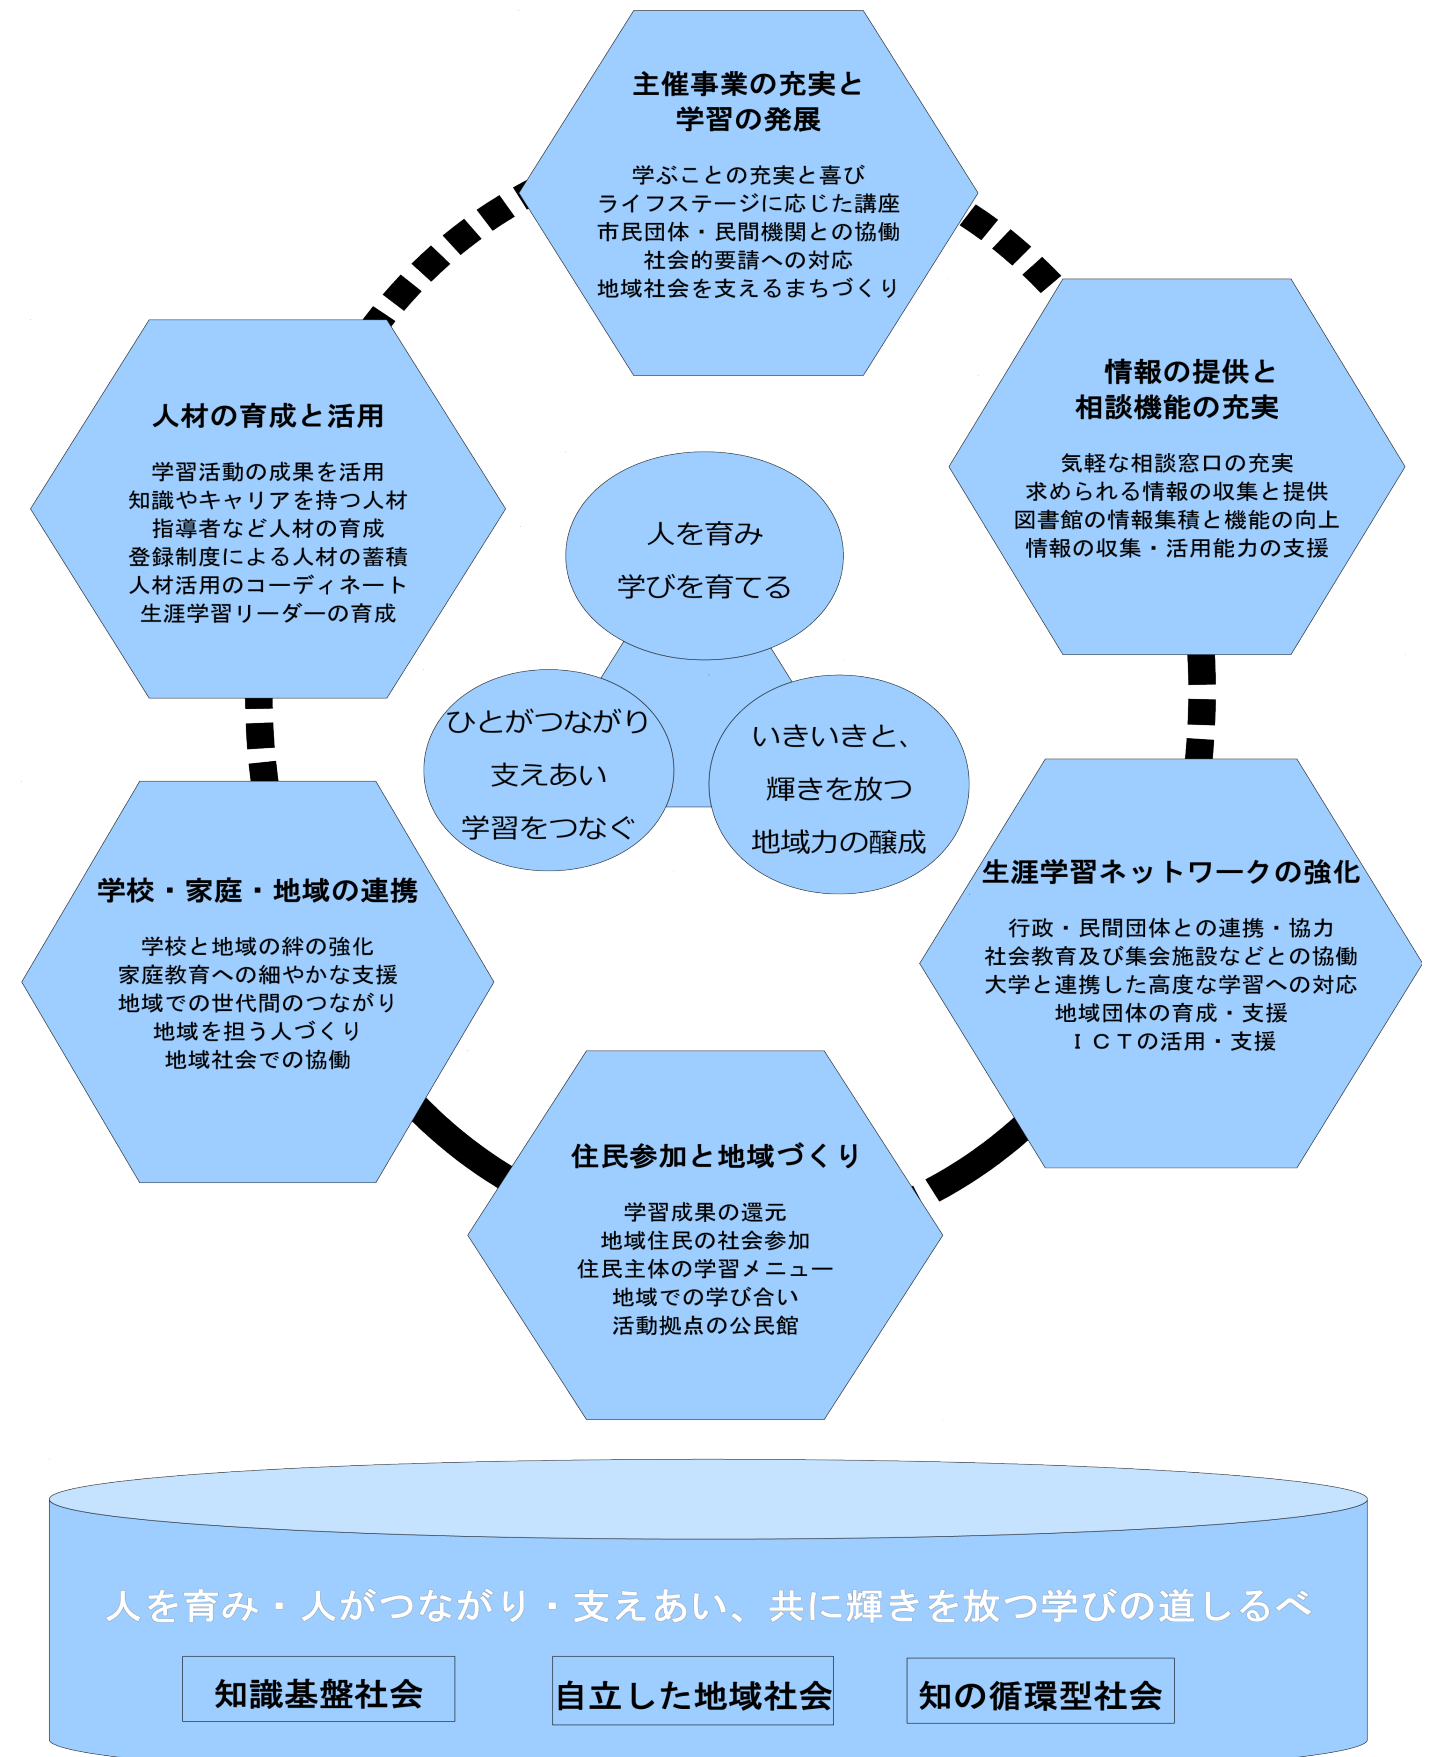 主催事業の充実と
学習の発展
学ぶことの充実と喜び
ライフステージに応じた講座
市民団体・民間機関との協働
社会的要請への対応
地域社会を支えるまちづくり
情報の提供と
相談機能の充実
気軽な相談窓口の充実
求められる情報の収集と提供
図書館の情報集積と機能の向上
情報の収集・活用能力の支援
人材の育成と活用
学習活動の成果を活用
知識やキャリアを持つ人材
指導者など人材の育成
登録制度による人材の蓄積
人材活用のコーディネート
生涯学習リーダーの育成
人を育み
学びを育てる
ひとがつながり
支えあい
学習をつなぐ
いきいきと、
輝きを放つ
地域力の醸成
生涯学習ネットワークの強化
行政・民間団体との連携・協力
社会教育及び集会施設などとの協働
大学と連携した高度な学習への対応
地域団体の育成・支援
ＩＣＴの活用・支援
学校・家庭・地域の連携
学校と地域の絆の強化
家庭教育への細やかな支援
地域での世代間のつながり
地域を担う人づくり
地域社会での協働
住民参加と地域づくり
学習成果の還元
地域住民の社会参加
住民主体の学習メニュー
地域での学び合い
活動拠点の公民館
人を育み・人がつながり・支えあい、共に輝きを放つ学びの道しるべ
知識基盤社会
自立した地域社会
知の循環型社会